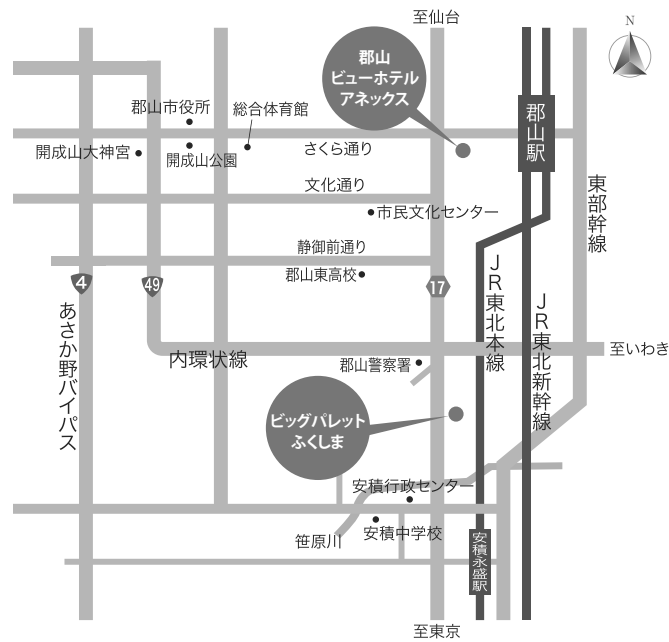 至仙台
N
郡山
ビューホテル
アネックス
郡山市役所
総合体育館
郡山駅
開成山大神宮
開成山公園
さくら通り
文化通り
市民文化センター
東部幹線
静御前通り
郡山東高校
4
49
17
JR東北本線
JR東北新幹線
あさか野バイパス
内環状線
至いわき
郡山警察署
ビッグパレット
ふくしま
安積行政センター
笹原川
安積中学校
安積永盛駅
至東京